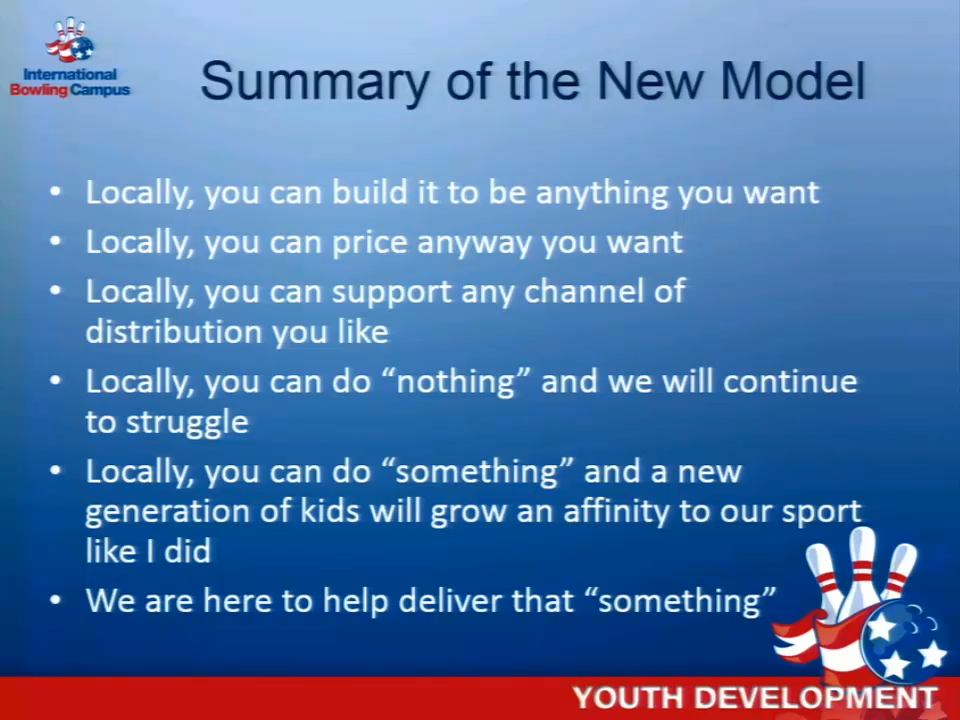 International
Bowling Campus
Summary of the New Model
• Locally, you can build it to be anything you want
• Locally, you can price anyway you want
• Locally, you can support any channel of
distribution you like
• Locally, you can do “nothing” and we will continue
to struggle
• Locally, you can do “something” and a new
generation of kids will grow an affinity to our sport
like I did
• We are here to help deliver that “something”
YOUTH DEVELOPMENT